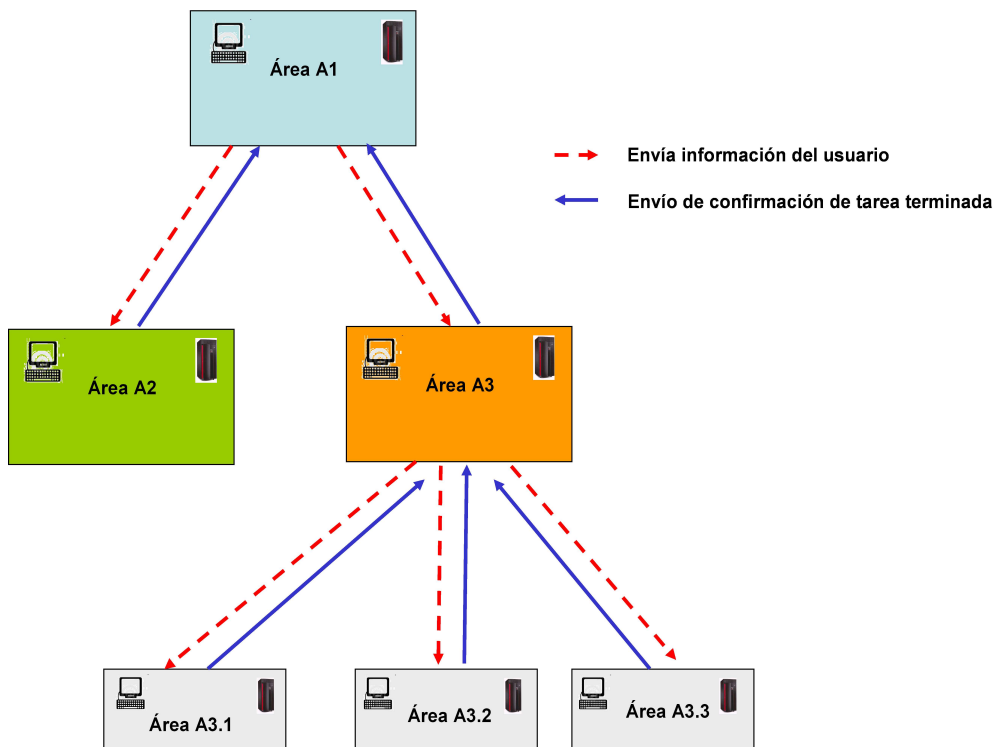 Área A1
Envía información del usuario
Envío de confirmación de tarea terminada
Área A2
Área A3
Área A3.1
Área A3.2
Área A3.3